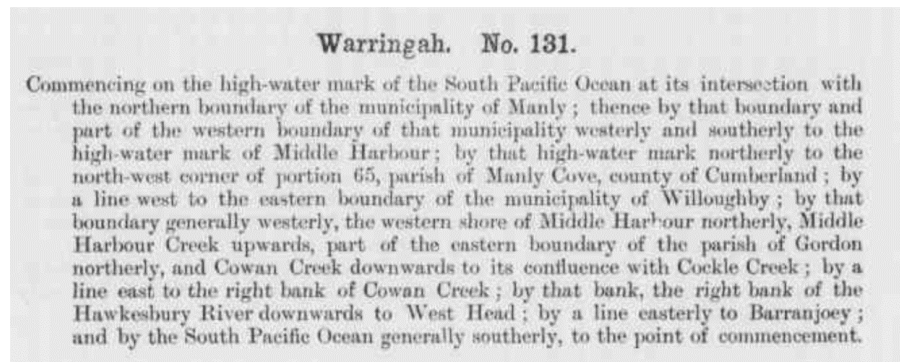 Warringah. No. 131.
Commencing on the high-water mark of the South Pacific Ocean at its intersection with
the northern boundary of the municipality of Manly ; thence by that boundary and
part of the western boundary of that municipality westerly and southerly to the
high-water mark of Middle Harbour ; by that high-water mark northerly to the
north-west corner of portion 65, parish of Manly Cove, county of Cumberland ; by
a line west to the eastern boundary of the municipality of Willoughby ; by that
boundary generally westerly, the western shore of Middle Harbour northerly, Middle
Harbour Creek upwards, part of the eastern boundary of the parish of Gordon
northerly, and Cowan Creek downwards to its confluence with Cockle Creek ; by a
line east to the right bank of Cowan Creek ; by that bank, the right bank of the
Hawkesbury River downwards to West Head ; by a line easterly to Barranjoey ;
and by the South Pacific Ocean generally southerly, to the point of commencement.